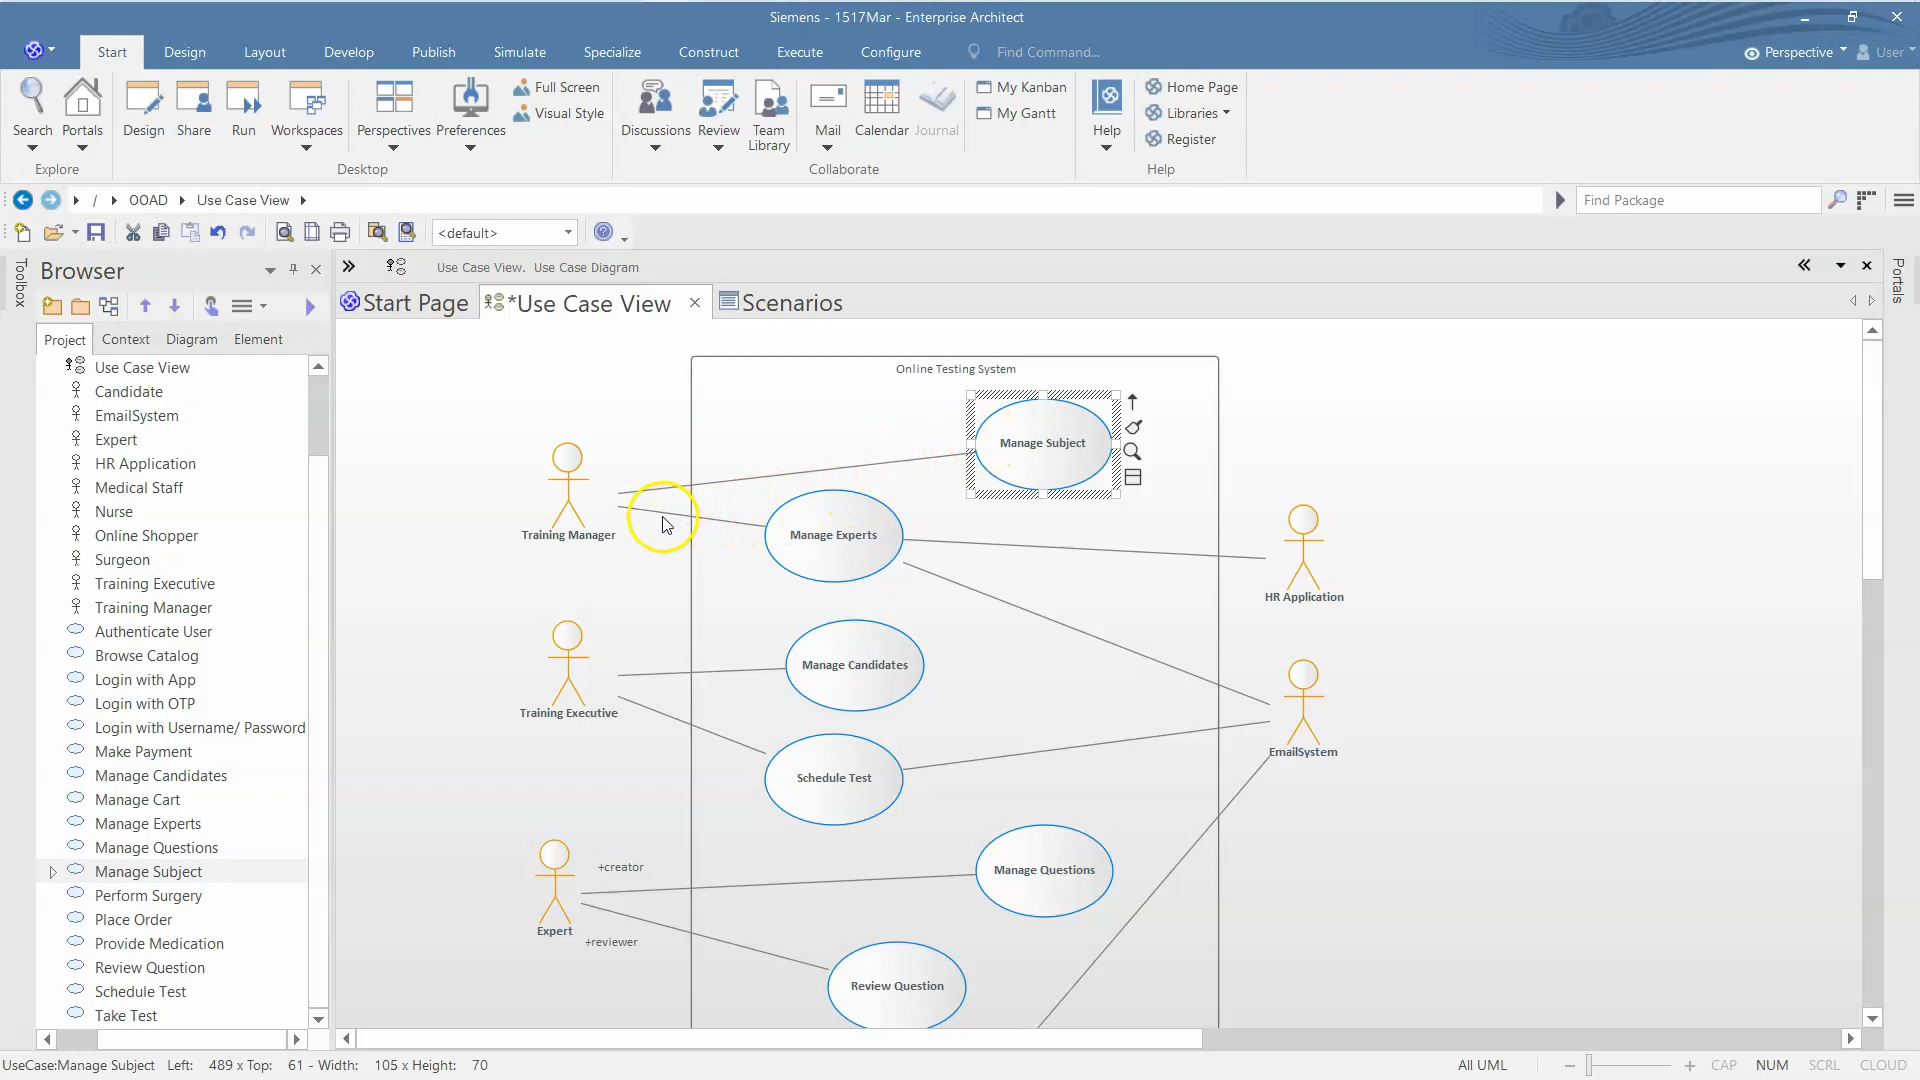 Siemens - 1517Mar - Enterprise Architect
Start Design Layout Develop Publish Simulate Specialize Construct Execute Configure Find Command... Perspective User
Search Portals Design Share Run Workspaces Perspectives Preferences Full Screen Visual Style Discussions Review Team Library Mail Calendar Journal My Kanban My Gantt Help Home Page Libraries Register
Explore Desktop Collaborate Help
/ OOAD Use Case View Find Package
<default>
Toolbox
Browser
Use Case View. Use Case Diagram
Portals
Start Page *Use Case View Scenarios
Project Context Diagram Element
Use Case View
Candidate
EmailSystem
Expert
HR Application
Medical Staff
Nurse
Online Shopper
Surgeon
Training Executive
Training Manager
Authenticate User
Browse Catalog
Login with App
Login with OTP
Login with Username/ Password
Make Payment
Manage Candidates
Manage Cart
Manage Experts
Manage Questions
Manage Subject
Perform Surgery
Place Order
Provide Medication
Review Question
Schedule Test
Take Test
Online Testing System
Manage Subject
Training Manager
Manage Experts
HR Application
Manage Candidates
Training Executive
EmailSystem
Schedule Test
+creator
Manage Questions
Expert
+reviewer
Review Question
UseCase:Manage Subject Left: 489 x Top: 61 - Width: 105 x Height: 70 All UML CAP NUM SCRL CLOUD